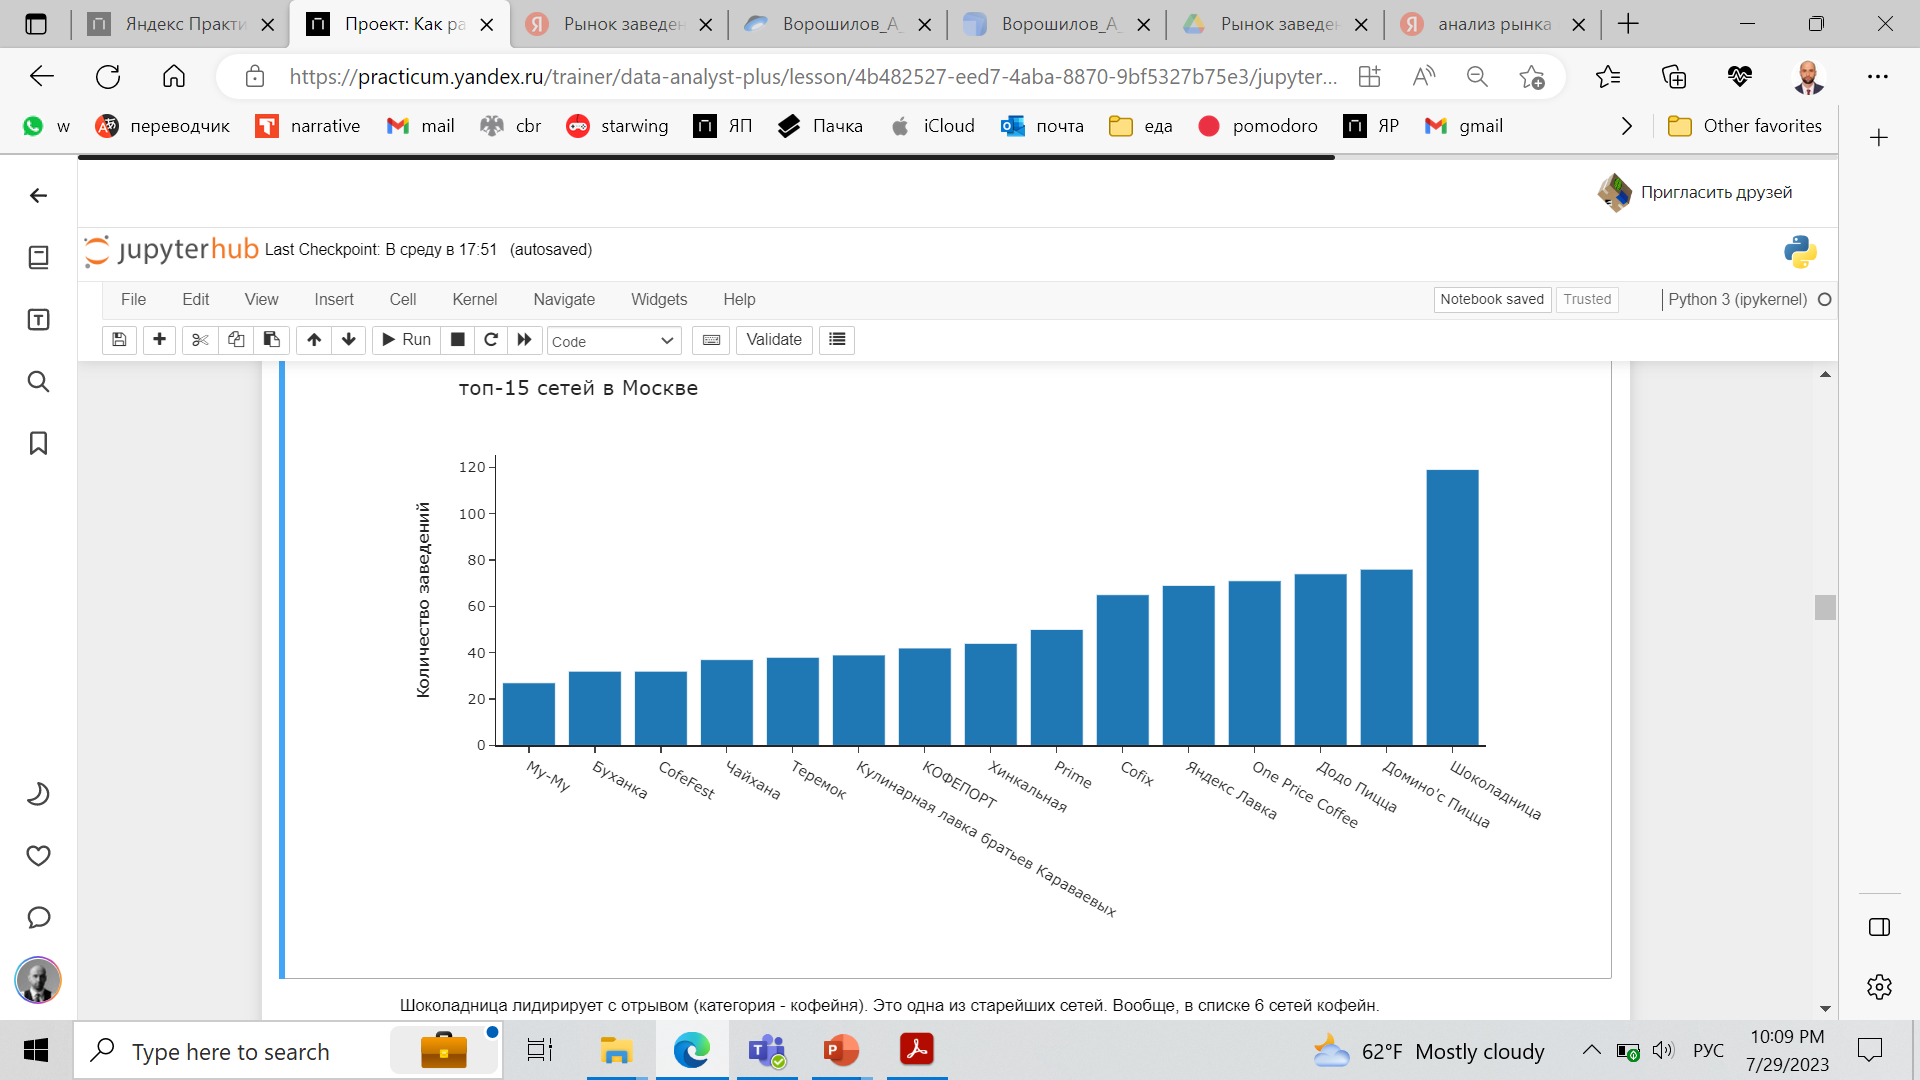 Яндекс Практи
Проект: Как ра
Рынок заведен
Ворошилов_А_
Ворошилов_А_
Рынок заведен
анализ рынка
https://practicum.yandex.ru/trainer/data-analyst-plus/lesson/4b482527-eed7-4aba-8870-9bf5327b75e3/jupyter...
w
переводчик
narrative
mail
cbr
starwing
ЯП
Пачка
iCloud
почта
еда
pomodoro
ЯР
gmail
Other favorites
Пригласить друзей
jupyterhub Last Checkpoint: В среду в 17:51 (autosaved)
File Edit View Insert Cell Kernel Navigate Widgets Help
Notebook saved
Trusted
Python 3 (ipykernel)
Run
Code
Validate
топ-15 сетей в Москве
Количество заведений
120
100
80
60
40
20
0
Му-Му
Буханка
CofeFest
Чайхана
Теремок
Кулинарная лавка братьев Караваевых
КОФЕПОРТ
Хинкальная
Prime
Cofix
Яндекс Лавка
One Price Coffee
Додо Пицца
Домино'с Пицца
Шоколадница
Шоколадница лидирирует с отрывом (категория - кофейня). Это одна из старейших сетей. Вообще, в списке 6 сетей кофейн.
Type here to search
62°F Mostly cloudy
РУС
10:09 PM
7/29/2023